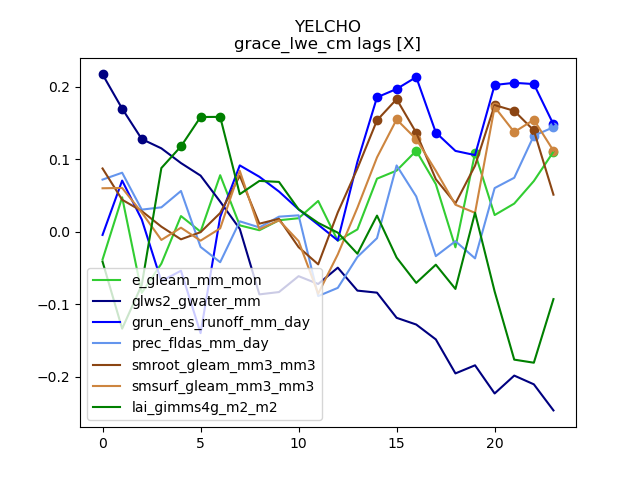 YELCHO
grace_lwe_cm lags [X]
0.2
0.1
0.0
−0.1
−0.2
e_gleam_mm_mon
glws2_gwater_mm
grun_ens_runoff_mm_day
prec_fldas_mm_day
smroot_gleam_mm3_mm3
smsurf_gleam_mm3_mm3
lai_gimms4g_m2_m2
0 5 10 15 20